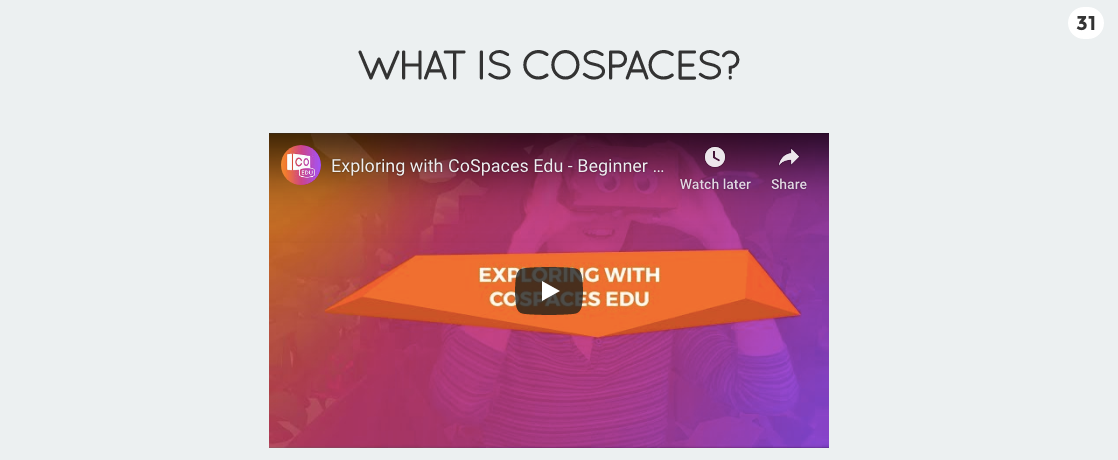 31
WHAT IS COSPACES?
CO
EDU
Exploring with CoSpaces Edu - Beginner ...
Watch later
Share
EXPLORING WITH
COSPACES EDU